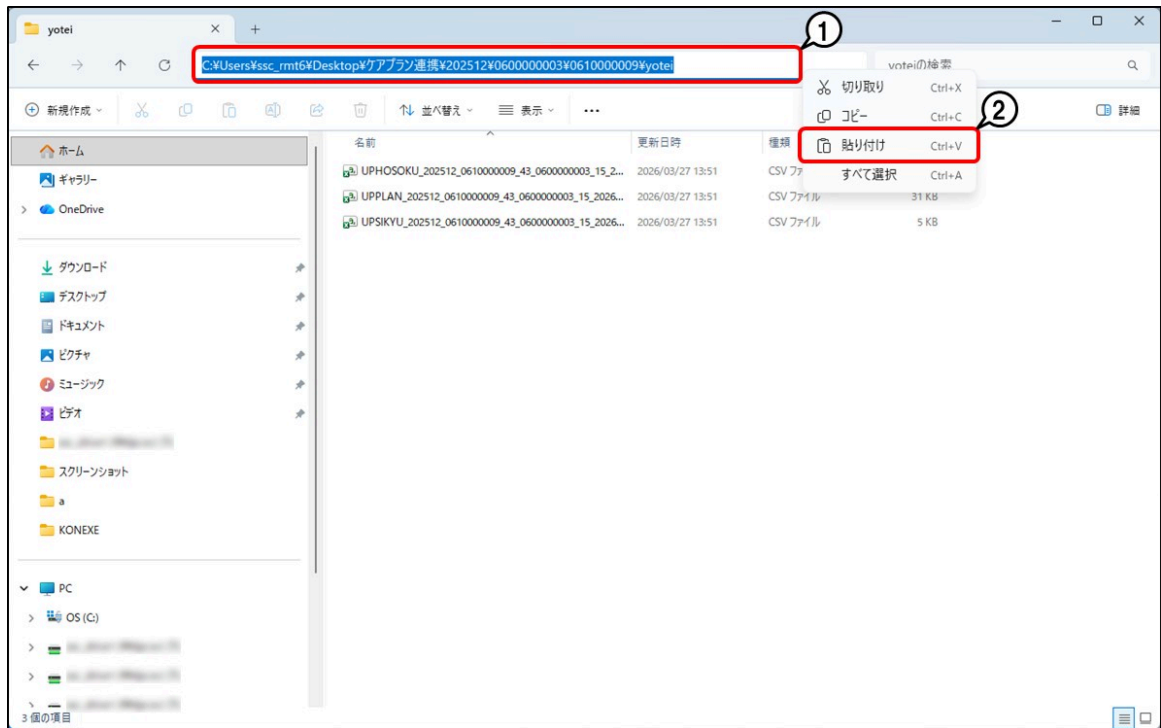 yotei
①
C:¥Users¥ssc_rmt6¥Desktop¥ケアプラン連携¥202512¥0600000003¥0610000009¥yotei
yoteiの検索
新規作成
並べ替え
表示
詳細
切り取り Ctrl+X
コピー Ctrl+C
②
貼り付け Ctrl+V
すべて選択 Ctrl+A
名前 更新日時 種類
UPHOSOKU_202512_0610000009_43_0600000003_15_2... 2026/03/27 13:51 CSV ファ
UPPLAN_202512_0610000009_43_0600000003_15_2026... 2026/03/27 13:51 CSV ファイル 31 KB
UPSIKYU_202512_0610000009_43_0600000003_15_2026... 2026/03/27 13:51 CSV ファイル 5 KB
ホーム
ギャラリー
OneDrive
ダウンロード
デスクトップ
ドキュメント
ピクチャ
ミュージック
ビデオ
スクリーンショット
a
KONEXE
PC
OS (C:)
3 個の項目